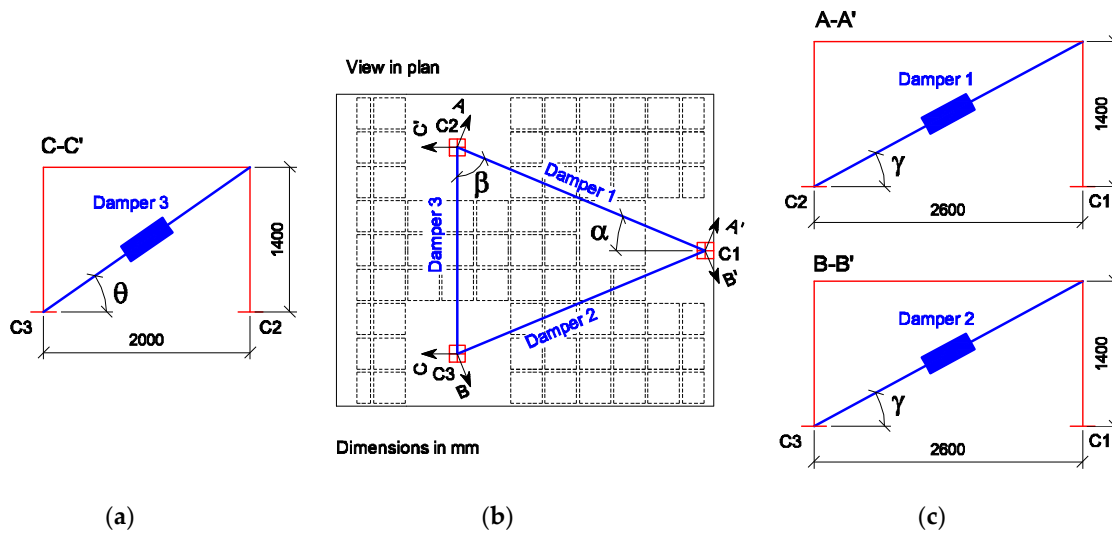 C-C'
Damper 3
θ
1400
C3
C2
2000
(a)
View in plan
A
C'
C2
β
Damper 1
Damper 3
α
A'
C1
B'
Damper 2
C
C3
B
Dimensions in mm
(b)
A-A'
Damper 1
γ
1400
C2
C1
2600
B-B'
Damper 2
γ
1400
C3
C1
2600
(c)